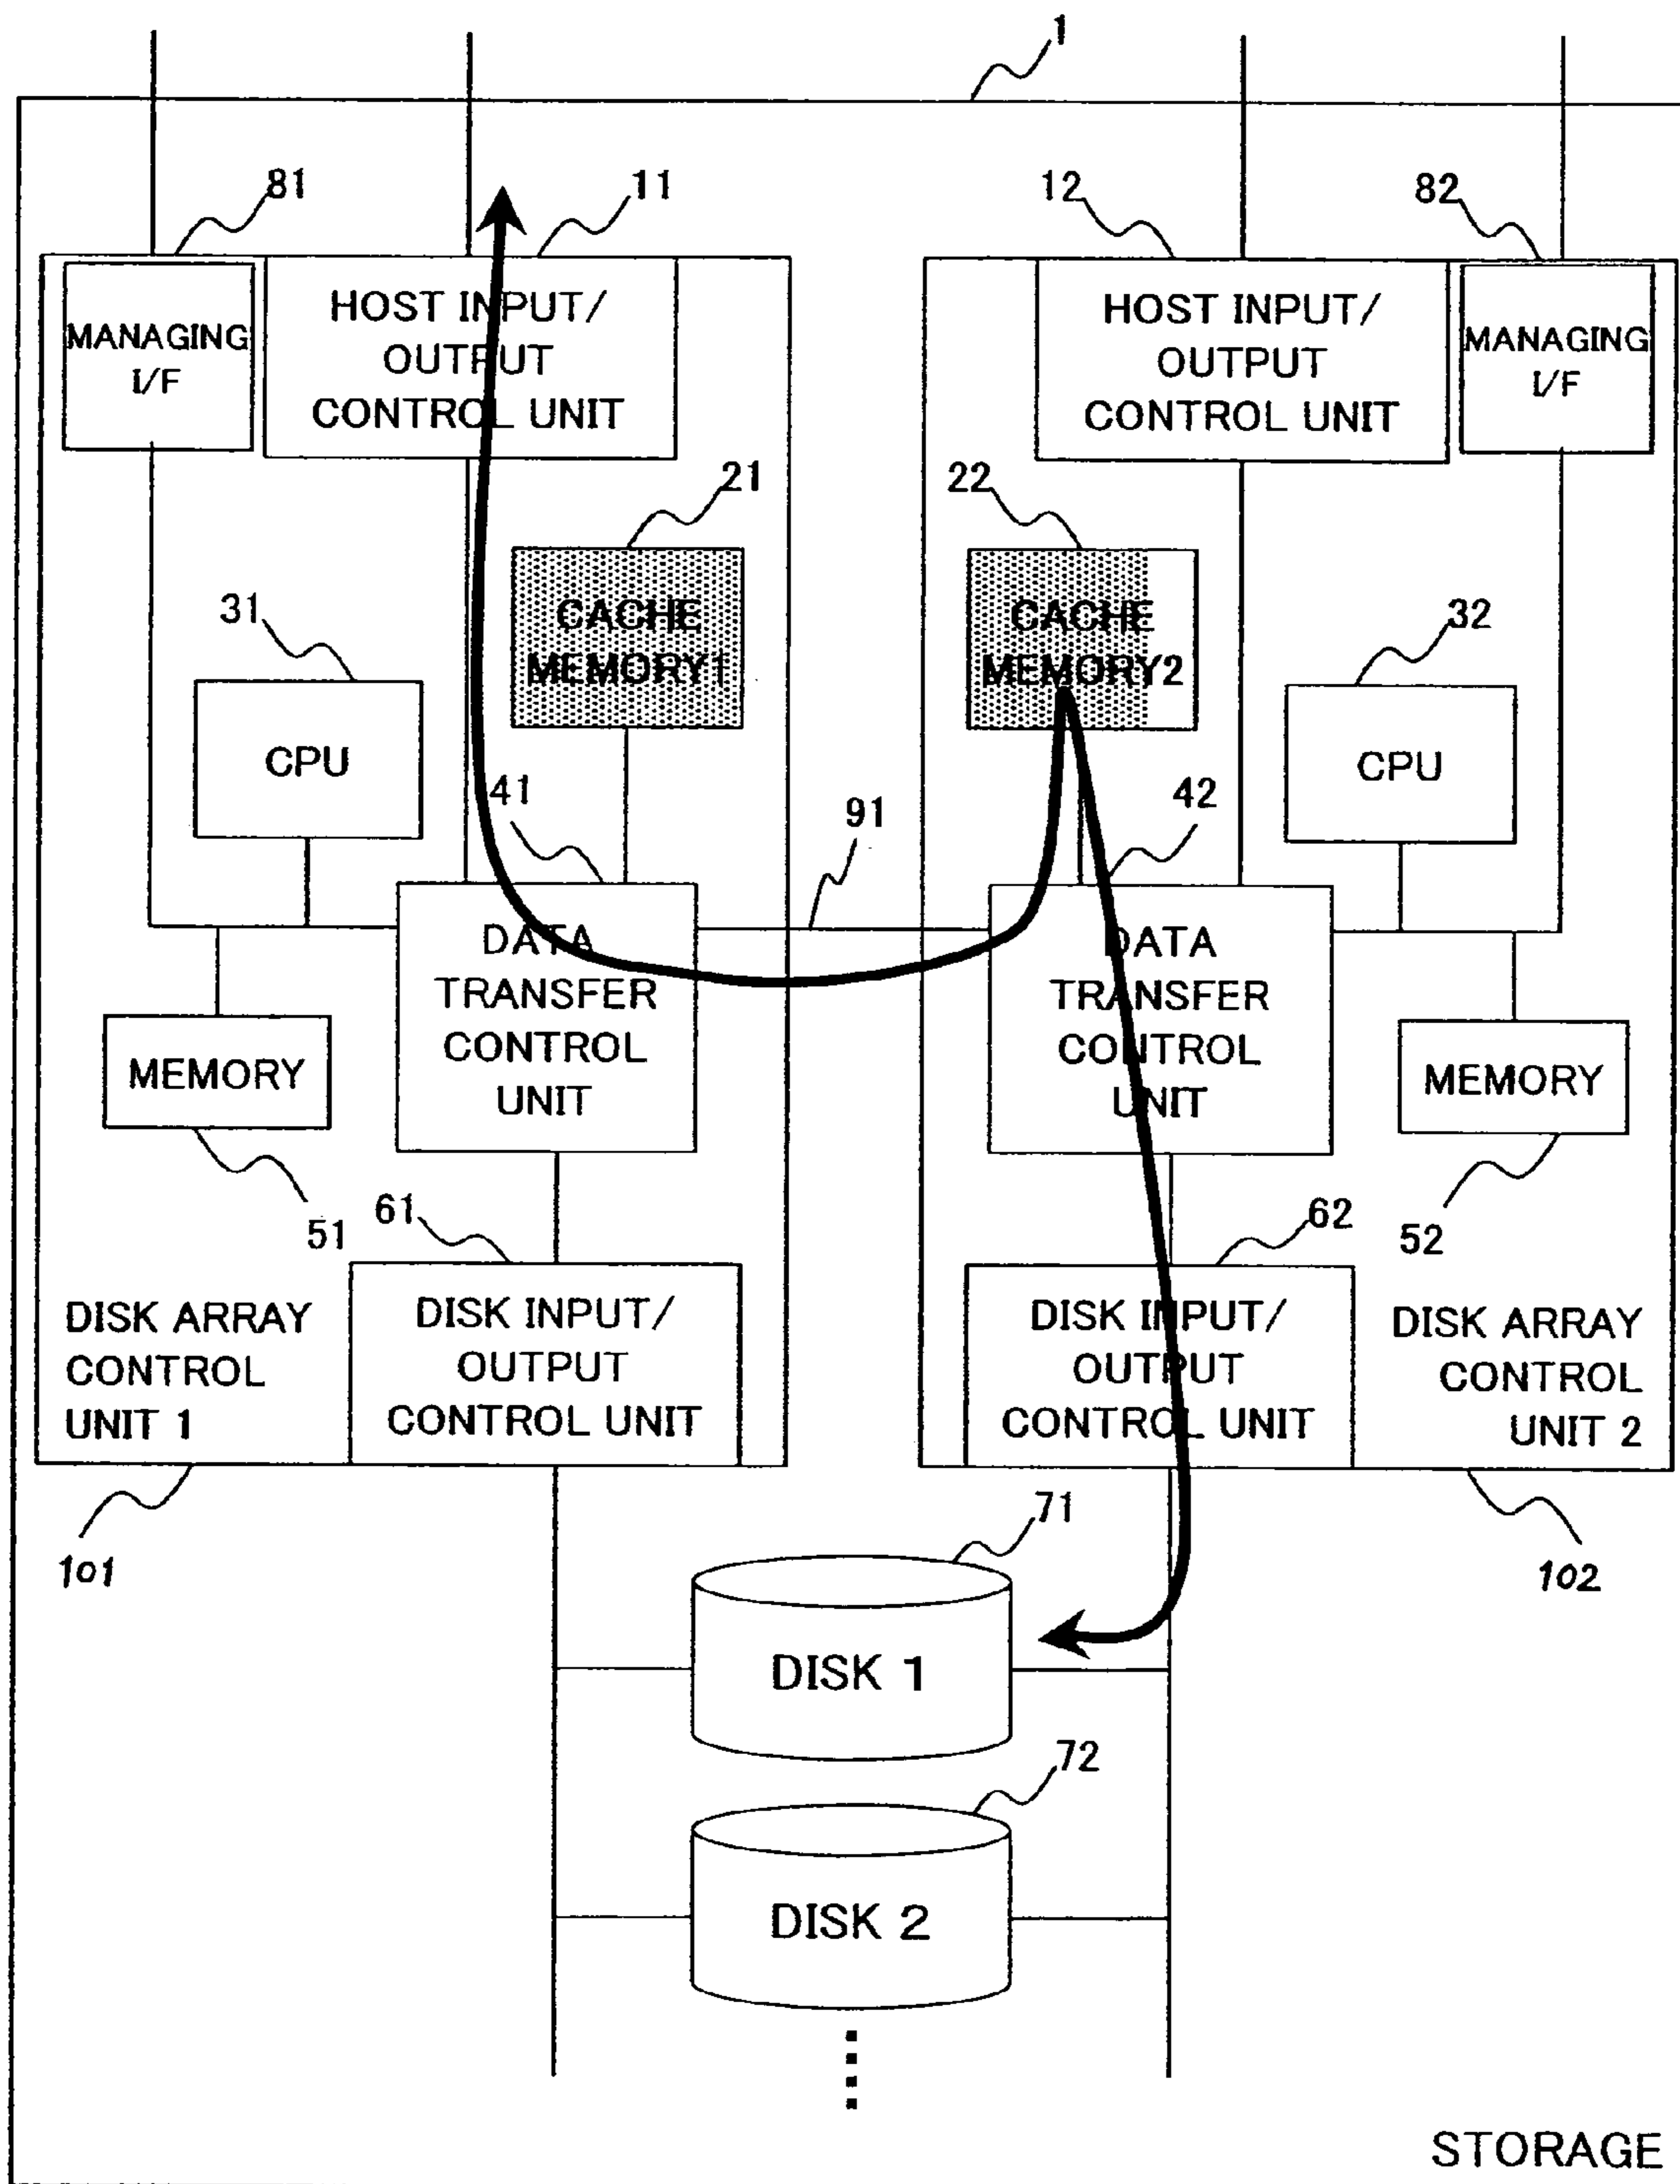 1
81
11
12
82
MANAGING
I/F
HOST INPUT/
OUTPUT
CONTROL UNIT
HOST INPUT/
OUTPUT
CONTROL UNIT
MANAGING
I/F
21
22
31
CACHE
MEMORY1
CACHE
MEMORY2
32
CPU
CPU
41
91
42
DATA
TRANSFER
CONTROL
UNIT
DATA
TRANSFER
CONTROL
UNIT
MEMORY
MEMORY
51
61
62
52
DISK ARRAY
CONTROL
UNIT 1
DISK INPUT/
OUTPUT
CONTROL UNIT
DISK INPUT/
OUTPUT
CONTROL UNIT
DISK ARRAY
CONTROL
UNIT 2
101
71
102
DISK 1
72
DISK 2
STORAGE